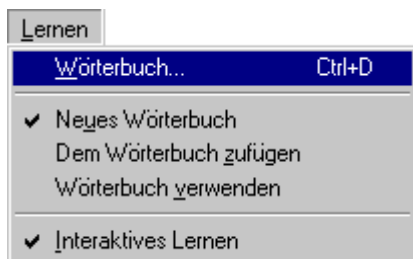 Lernen
Wörterbuch... Ctrl+D
Neues Wörterbuch
Dem Wörterbuch zufügen
Wörterbuch verwenden
Interaktives Lernen